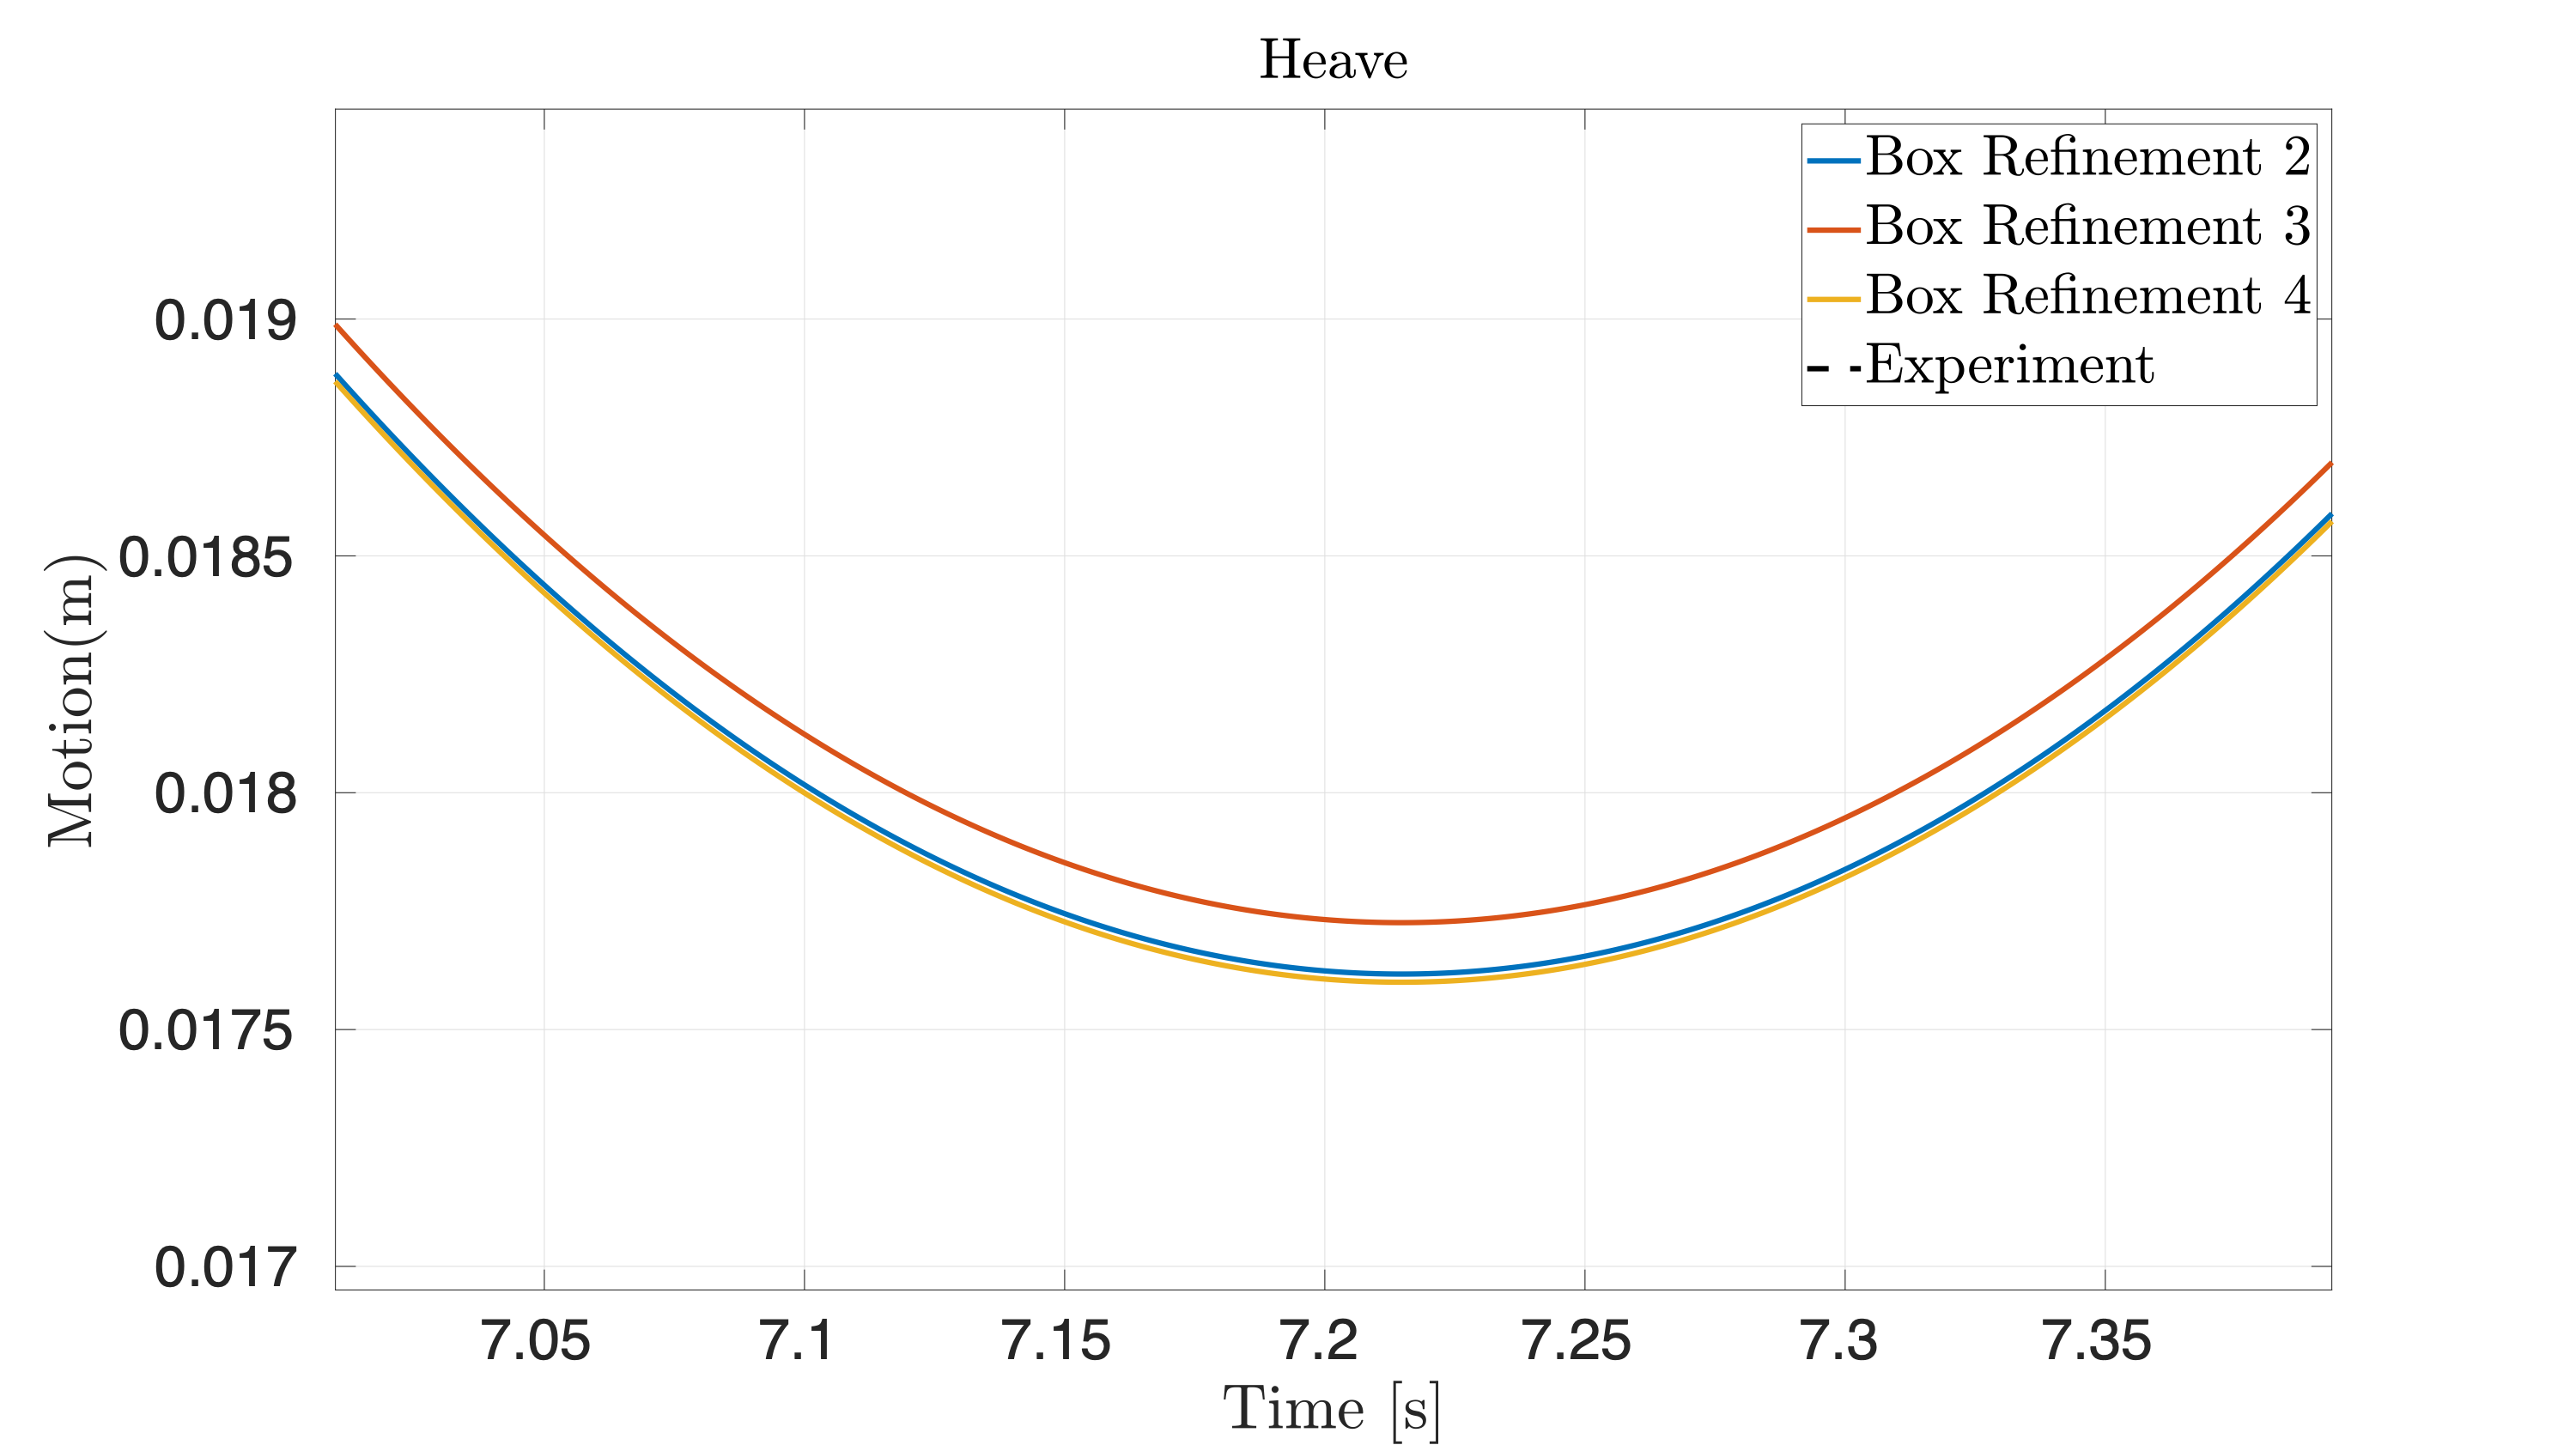 Heave
Box Refinement 2
Box Refinement 3
Box Refinement 4
Experiment
Motion(m)
0.019
0.0185
0.018
0.0175
0.017
7.05 7.1 7.15 7.2 7.25 7.3 7.35
Time [s]